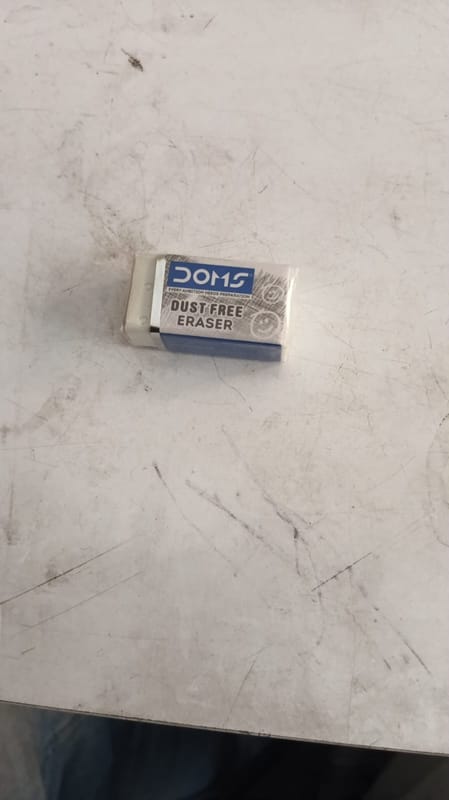 DOMS
EVERY AMBITION NEEDS PREPARATION
DUST FREE
ERASER